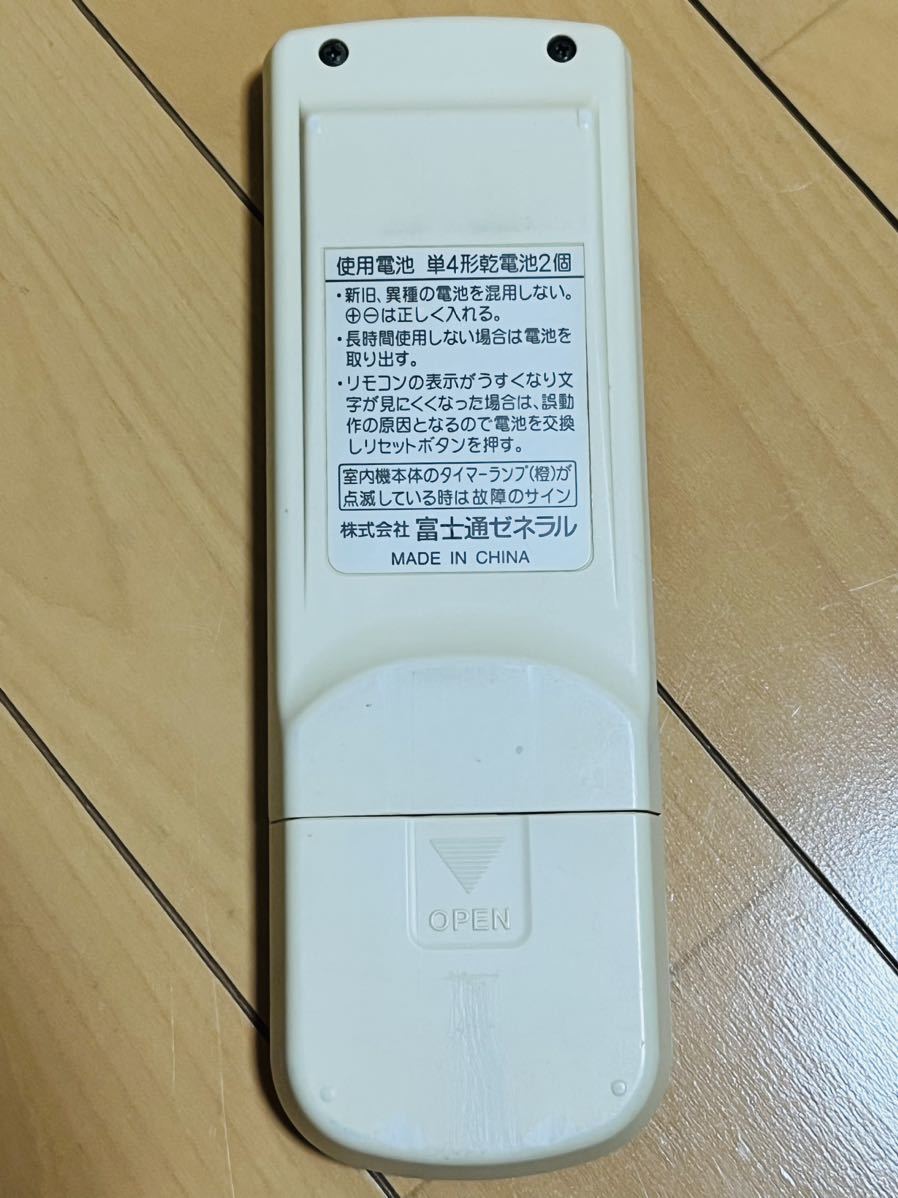 使用電池 単4形乾電池2個
・新旧、異種の電池を混用しない。
⊕⊖は正しく入れる。
・長時間使用しない場合は電池を
取り出す。
・リモコンの表示がうすくなり文
字が見にくくなった場合は、誤動
作の原因となるので電池を交換
しリセットボタンを押す。
室内機本体のタイマーランプ(橙)が
点滅している時は故障のサイン
株式会社 富士通ゼネラル
MADE IN CHINA
OPEN